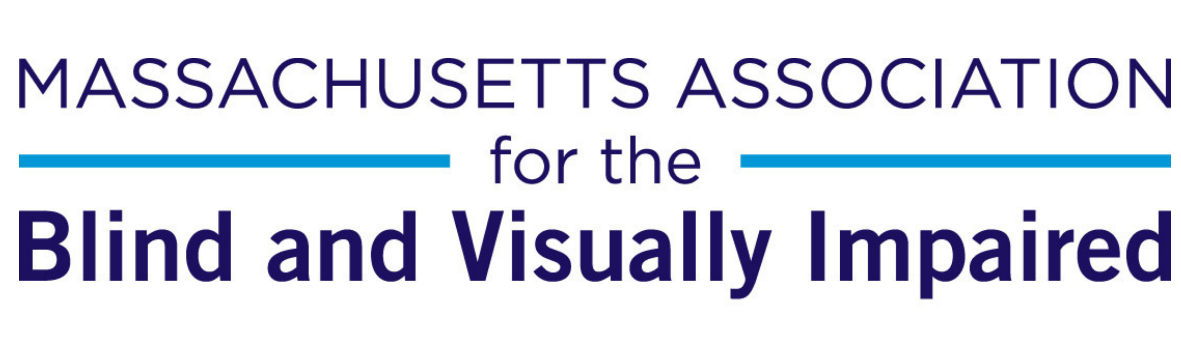 MASSACHUSETTS ASSOCIATION
for the
Blind and Visually Impaired